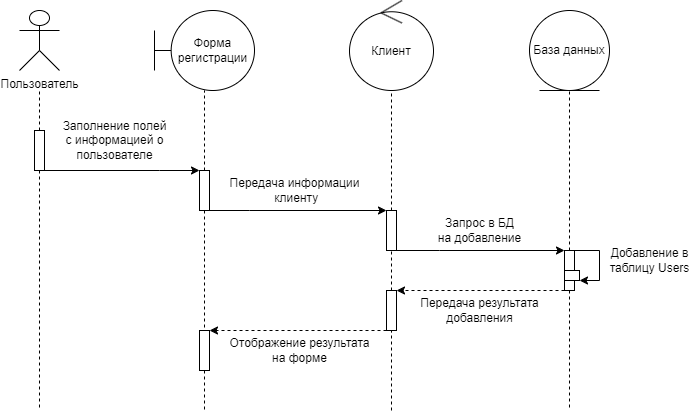 Пользователь
Форма
регистрации
Клиент
База данных
Заполнение полей
с информацией о
пользователе
Передача информации
клиенту
Запрос в БД
на добавление
Добавление в
таблицу Users
Передача результата
добавления
Отображение результата
на форме